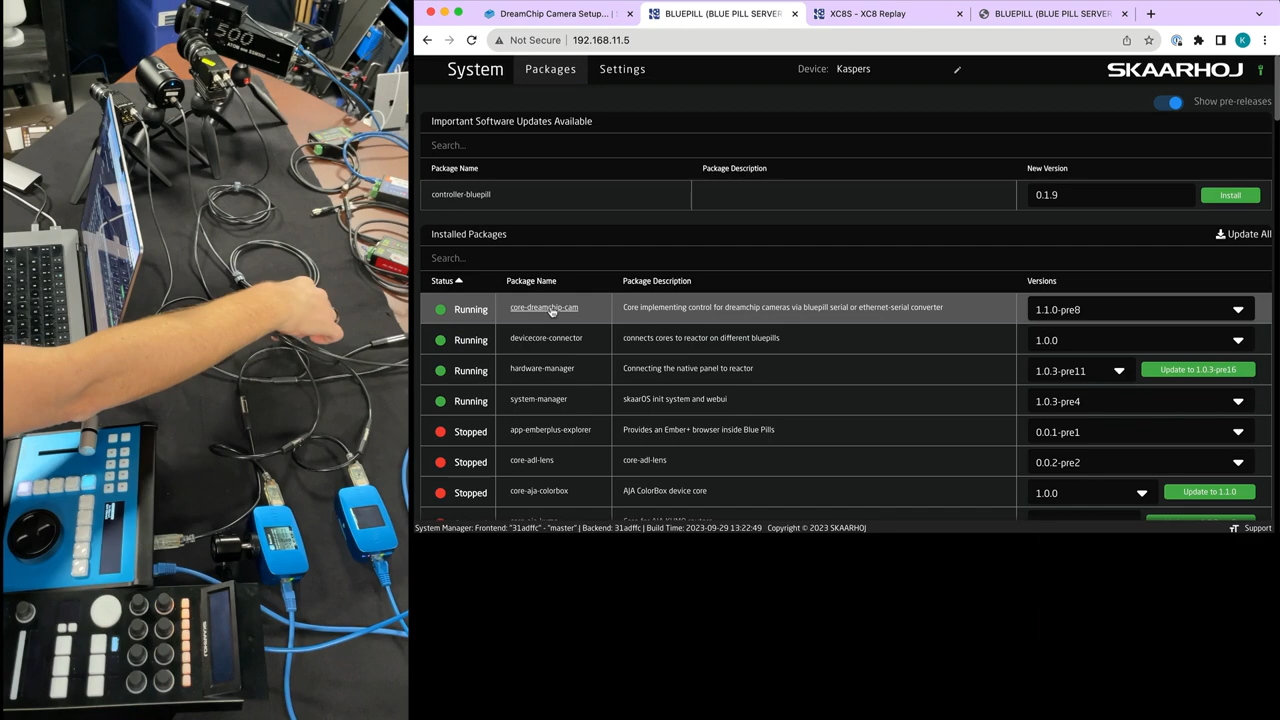 500
ATOM one SSM500
SKAARHOJ
DreamChip Camera Setup...
BLUEPILL (BLUE PILL SERVER
XC8S - XC8 Replay
BLUEPILL (BLUE PILL SERVER
Not Secure
192.168.11.5
K
System
Packages
Settings
Device: Kaspers
SKAARHOJ
Show pre-releases
Important Software Updates Available
Search...
Package Name
Package Description
New Version
controller-bluepill
0.1.9
Install
Installed Packages
Update All
Search...
Status
Package Name
Package Description
Versions
Running
core-dreamchip-cam
Core implementing control for dreamchip cameras via bluepill serial or ethernet-serial converter
1.1.0-pre8
Running
devicecore-connector
connects cores to reactor on different bluepills
1.0.0
Running
hardware-manager
Connecting the native panel to reactor
1.0.3-pre11
Update to 1.0.3-pre16
Running
system-manager
skaarOS init system and webui
1.0.3-pre4
Stopped
app-emberplus-explorer
Provides an Ember+ browser inside Blue Pills
0.0.1-pre1
Stopped
core-adl-lens
core-adl-lens
0.0.2-pre2
Stopped
core-aja-colorbox
AJA ColorBox device core
1.0.0
Update to 1.1.0
System Manager: Frontend: "31adffc" - "master" | Backend: 31adffc | Build Time: 2023-09-29 13:22:49 Copyright © 2023 SKAARHOJ
Support